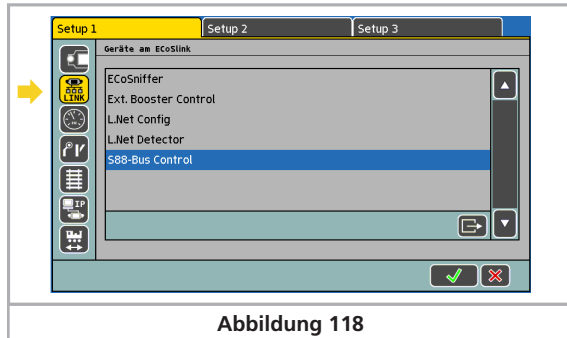 Setup 1 Setup 2 Setup 3
Geräte am ECoSlink
ECoSniffer
Ext. Booster Control
L.Net Config
L.Net Detector
S88-Bus Control
LINK
IP
Abbildung 118